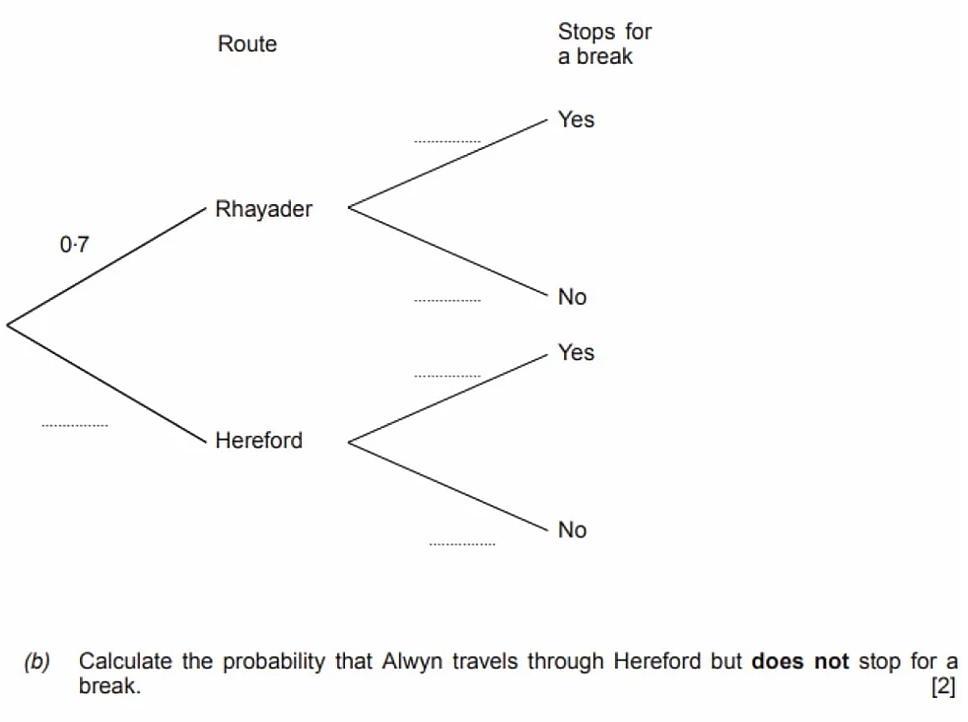 Route
Stops for
a break
Yes
Rhayader
0·7
No
Yes
Hereford
No
(b) Calculate the probability that Alwyn travels through Hereford but does not stop for a
break. [2]